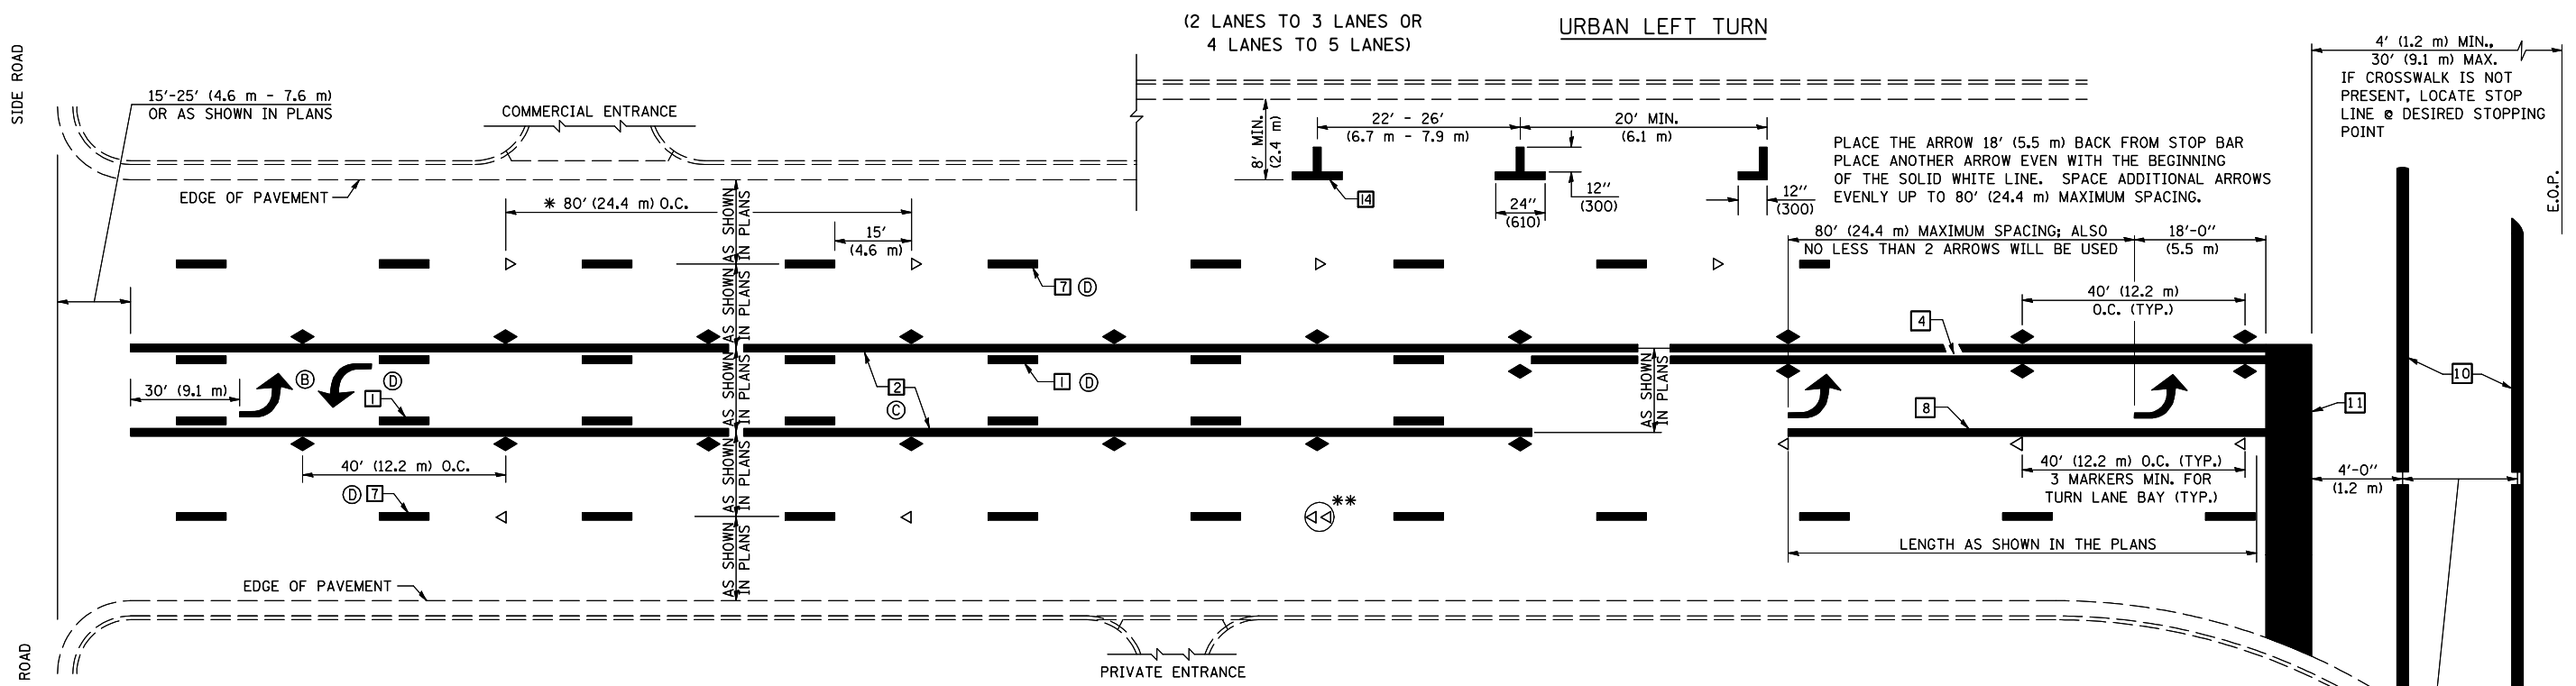 (2 LANES TO 3 LANES OR
4 LANES TO 5 LANES)
URBAN LEFT TURN
SIDE ROAD
15'-25' (4.6 m - 7.6 m)
OR AS SHOWN IN PLANS
COMMERCIAL ENTRANCE
EDGE OF PAVEMENT
* 80' (24.4 m) O.C.
15'
(4.6 m)
8' MIN.
(2.4 m)
22' - 26'
(6.7 m - 7.9 m)
20' MIN.
(6.1 m)
14
24"
(610)
12"
(300)
12"
(300)
4' (1.2 m) MIN.,
30' (9.1 m) MAX.
IF CROSSWALK IS NOT
PRESENT, LOCATE STOP
LINE @ DESIRED STOPPING
POINT
E.O.P.
PLACE THE ARROW 18' (5.5 m) BACK FROM STOP BAR
PLACE ANOTHER ARROW EVEN WITH THE BEGINNING
OF THE SOLID WHITE LINE. SPACE ADDITIONAL ARROWS
EVENLY UP TO 80' (24.4 m) MAXIMUM SPACING.
80' (24.4 m) MAXIMUM SPACING; ALSO
NO LESS THAN 2 ARROWS WILL BE USED
18'-0"
(5.5 m)
AS SHOWN
IN PLANS
AS SHOWN
IN PLANS
AS SHOWN
IN PLANS
AS SHOWN
IN PLANS
AS SHOWN
IN PLANS
7 D
40' (12.2 m)
O.C. (TYP.)
4
30' (9.1 m)
B
D
1
2
C
1 D
AS SHOWN
IN PLANS
8
10
11
40' (12.2 m) O.C.
D 7
**
40' (12.2 m) O.C. (TYP.)
3 MARKERS MIN. FOR
TURN LANE BAY (TYP.)
4'-0"
(1.2 m)
LENGTH AS SHOWN IN THE PLANS
EDGE OF PAVEMENT
PRIVATE ENTRANCE
ROAD